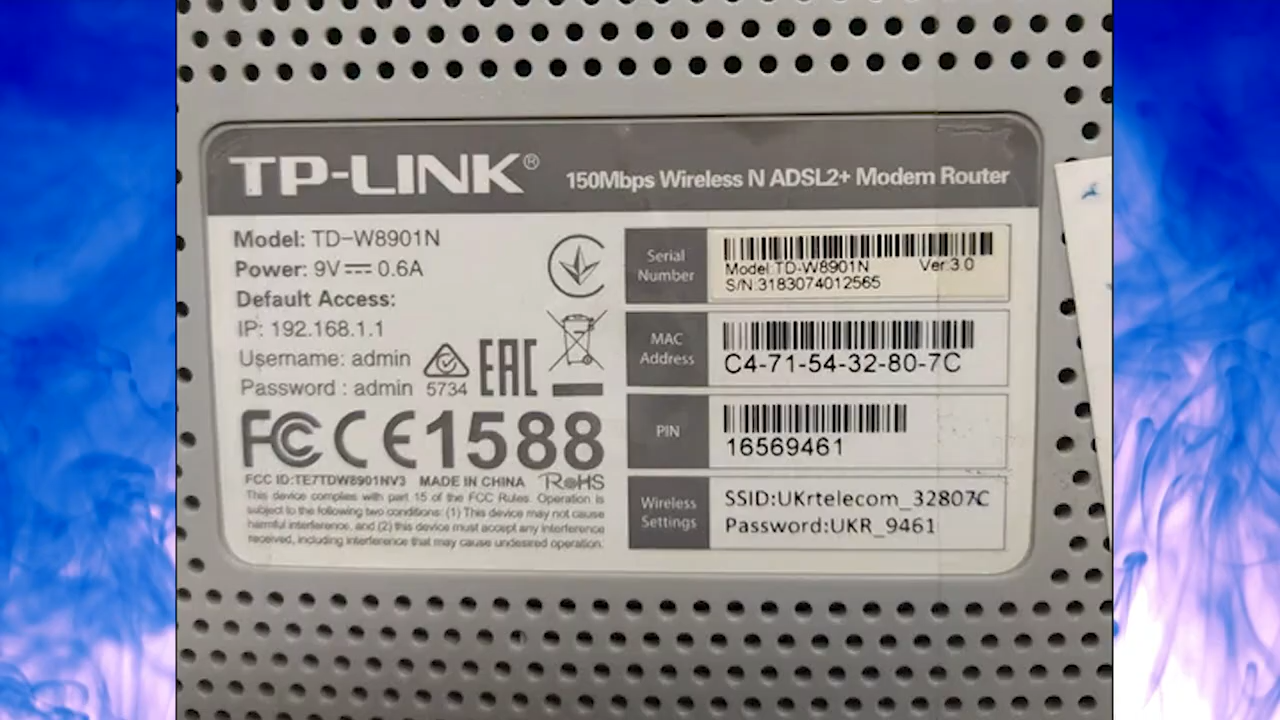 TP-LINK®
150Mbps Wireless N ADSL2+ Modem Router
Model: TD-W8901N
Power: 9V⎓0.6A
Default Access:
IP: 192.168.1.1
Username: admin
Password : admin
5734
EAC
FC CE1588
FCC ID:TE7TDW8901NV3 MADE IN CHINA RoHS
This device complies with part 15 of the FCC Rules. Operation is
subject to the following two conditions: (1) This device may not cause
harmful interference, and (2) this device must accept any interference
received, including interference that may cause undesired operation.
Serial
Number
Model:TD-W8901N Ver:3.0
S/N:3183074012565
MAC
Address
C4-71-54-32-80-7C
PIN
16569461
Wireless
Settings
SSID:UKrtelecom_32807C
Password:UKR_9461